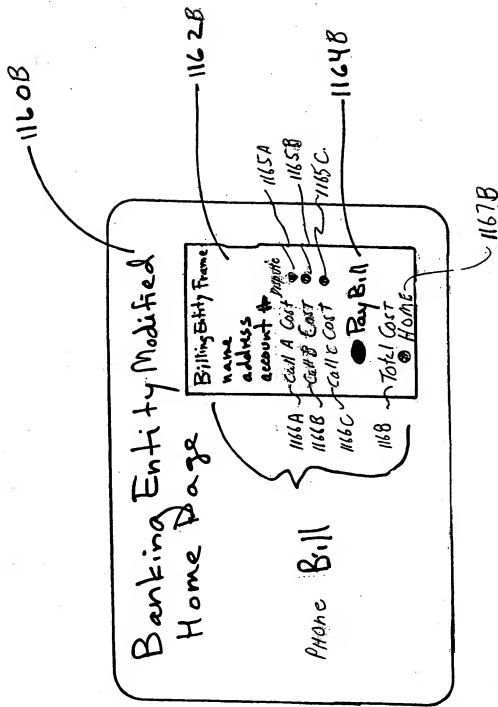 1160B
Banking Entity Modified
Home Page
1162B
Billing Entity Frame
name
address
account #
1166A Call A Cost Dispute 1165A
1166B Call B Cost 1165B
1166C Call C Cost 1165C
Pay Bill 1164B
1168 Total Cost
HOME 1167B
Phone Bill